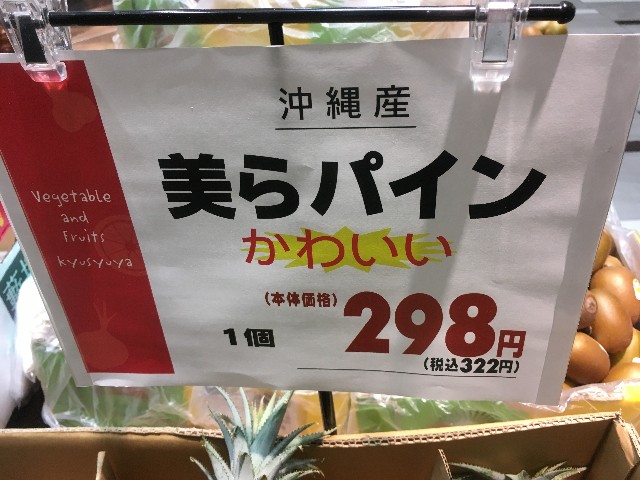 沖縄産
美らパイン
かわいい
Vegetable
and
Fruits
kyusyuya
(本体価格)
1個
298円
(税込322円)